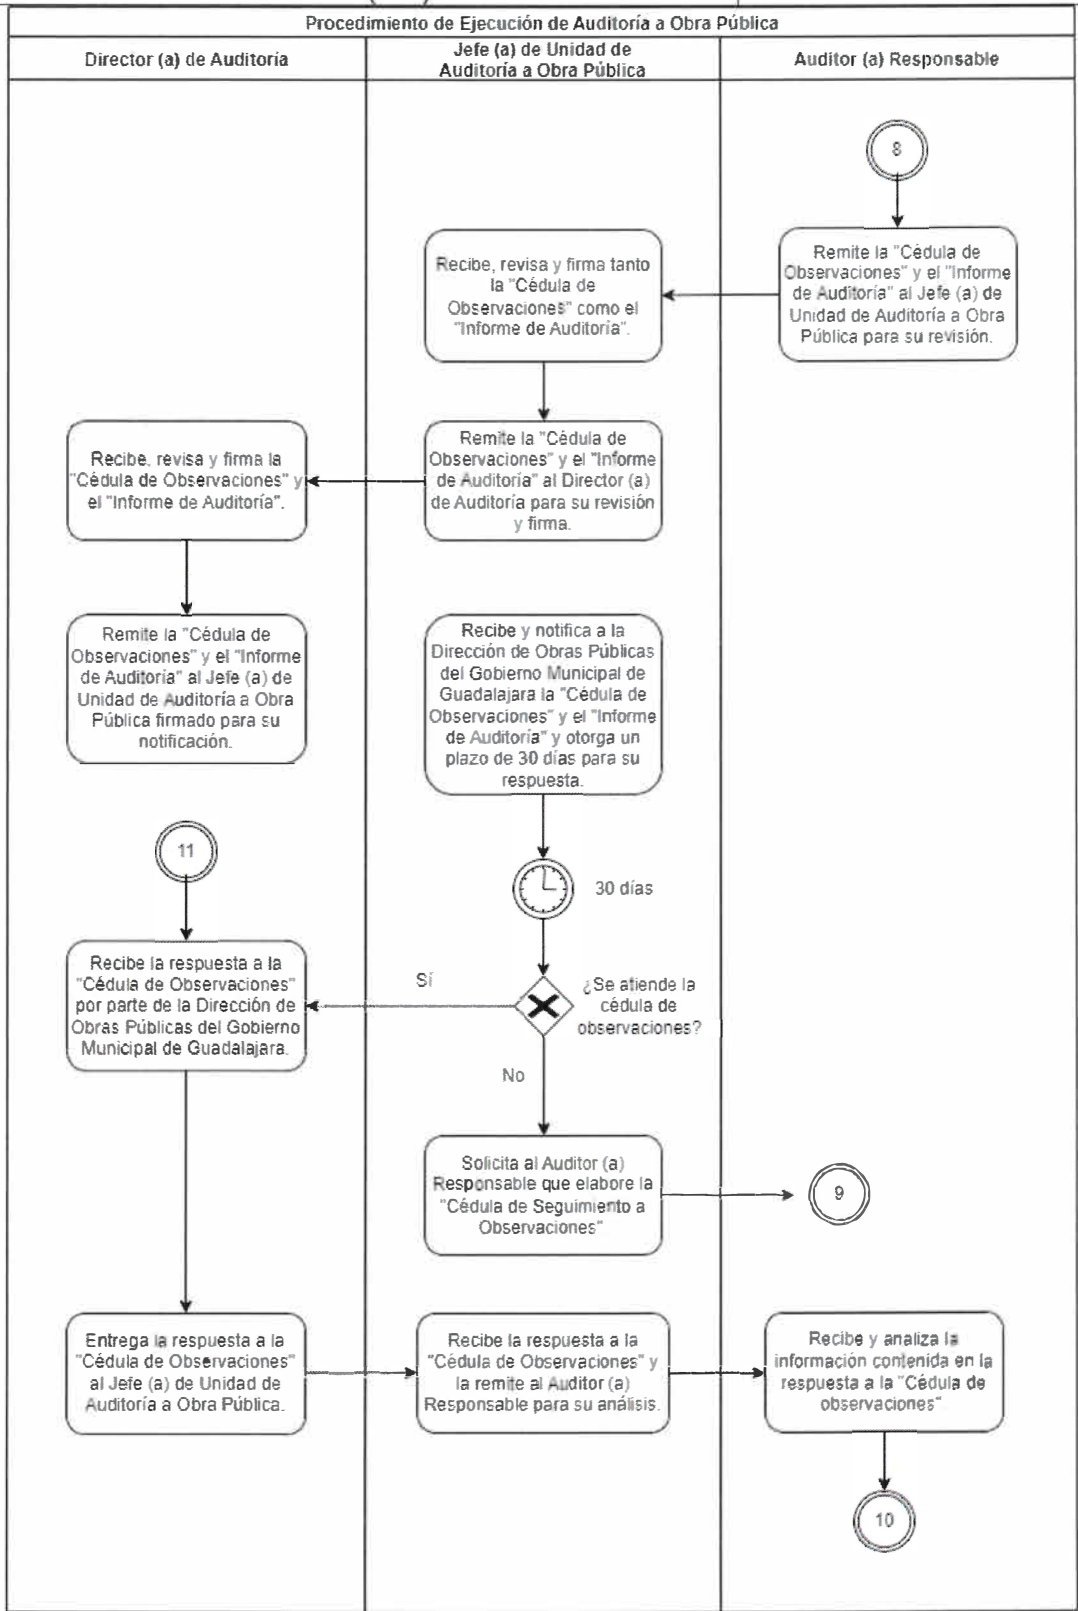 Procedimiento de Ejecución de Auditoría a Obra Pública
Director (a) de Auditoría
Jefe (a) de Unidad de
Auditoría a Obra Pública
Auditor (a) Responsable
8
Remite la "Cédula de
Observaciones" y el "Informe
de Auditoría" al Jefe (a) de
Unidad de Auditoría a Obra
Pública para su revisión.
Recibe, revisa y firma tanto
la "Cédula de
Observaciones" como el
"Informe de Auditoría".
Remite la "Cédula de
Observaciones" y el "Informe
de Auditoría" al Director (a)
de Auditoría para su revisión
y firma.
Recibe, revisa y firma la
"Cédula de Observaciones" y
el "Informe de Auditoría".
Remite la "Cédula de
Observaciones" y el "Informe
de Auditoría" al Jefe (a) de
Unidad de Auditoría a Obra
Pública firmado para su
notificación.
Recibe y notifica a la
Dirección de Obras Públicas
del Gobierno Municipal de
Guadalajara la "Cédula de
Observaciones" y el "Informe
de Auditoría" y otorga un
plazo de 30 días para su
respuesta.
30 días
¿Se atiende la
cédula de
observaciones?
Sí
No
11
Recibe la respuesta a la
"Cédula de Observaciones"
por parte de la Dirección de
Obras Públicas del Gobierno
Municipal de Guadalajara.
Solicita al Auditor (a)
Responsable que elabore la
"Cédula de Seguimiento a
Observaciones"
9
Entrega la respuesta a la
"Cédula de Observaciones"
al Jefe (a) de Unidad de
Auditoría a Obra Pública.
Recibe la respuesta a la
"Cédula de Observaciones" y
la remite al Auditor (a)
Responsable para su análisis.
Recibe y analiza la
información contenida en la
respuesta a la "Cédula de
observaciones"
10